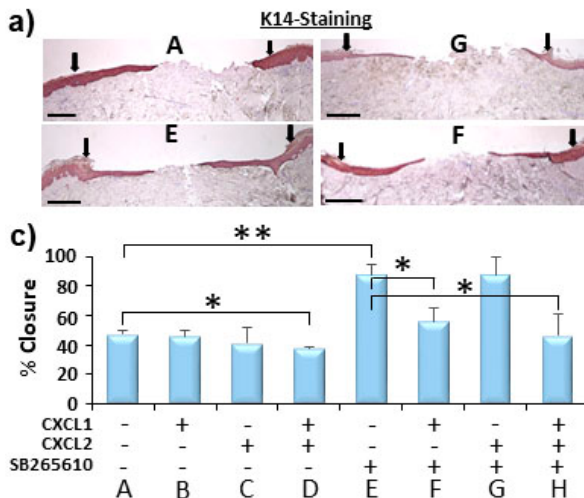 a)
K14-Staining
A
G
E
F
c)
% Closure
100
80
60
40
20
0
**
*
*
*
CXCL1 - + - + - + - +
CXCL2 - - + + - - + +
SB265610 - - - - + + + +
A B C D E F G H